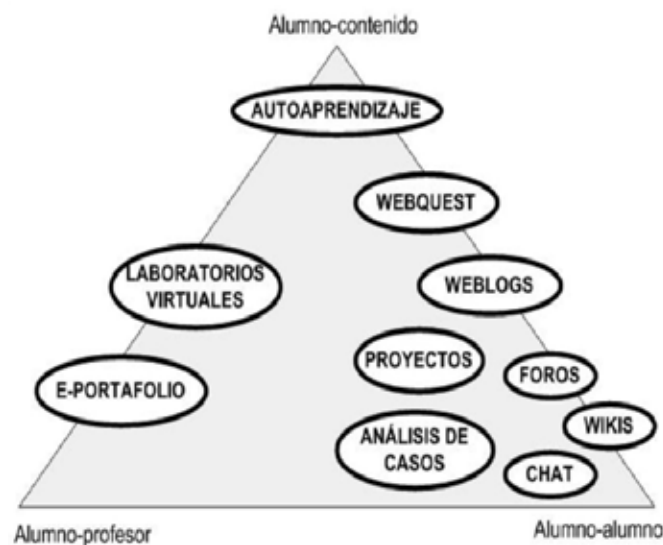 Alumno-contenido
AUTOAPRENDIZAJE
WEBQUEST
LABORATORIOS
VIRTUALES
WEBLOGS
PROYECTOS
FOROS
E-PORTAFOLIO
WIKIS
ANÁLISIS DE
CASOS
CHAT
Alumno-profesor
Alumno-alumno